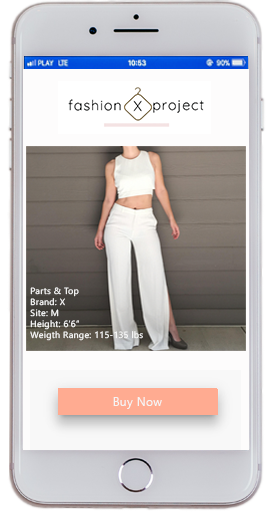 PLAY LTE 10:53 90%
fashion X project
Parts & Top
Brand: X
Site: M
Height: 6'6"
Weigth Range: 115-135 lbs
Buy Now